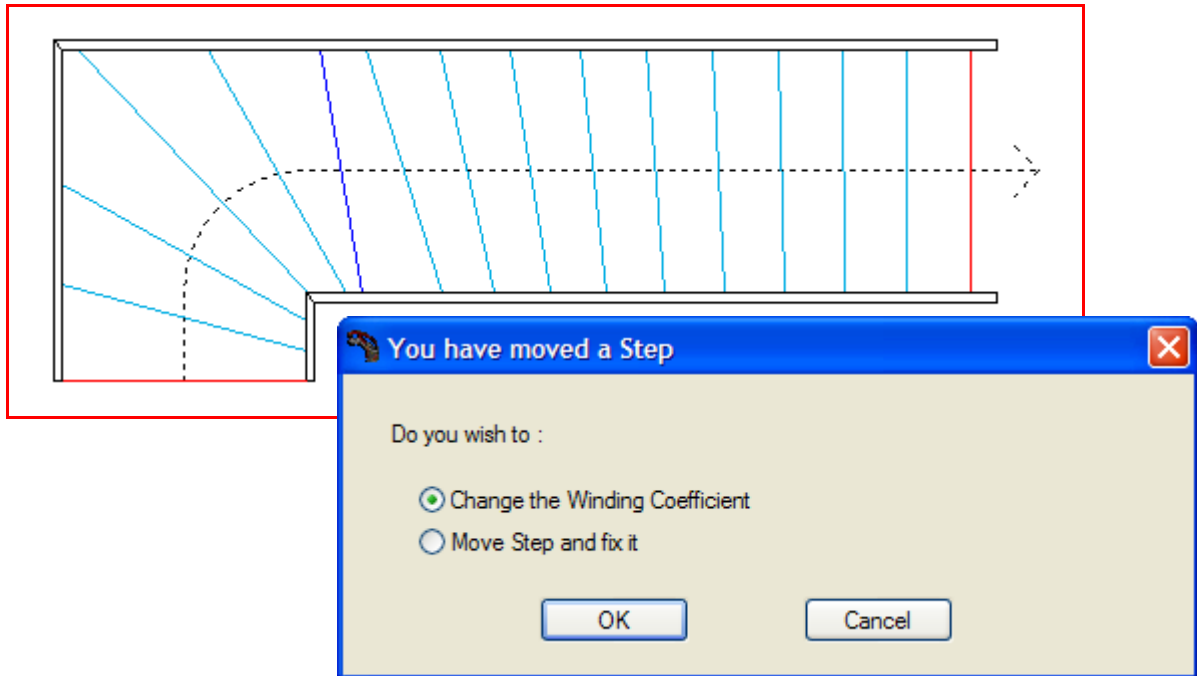 You have moved a Step
Do you wish to :
Change the Winding Coefficient
Move Step and fix it
OK
Cancel